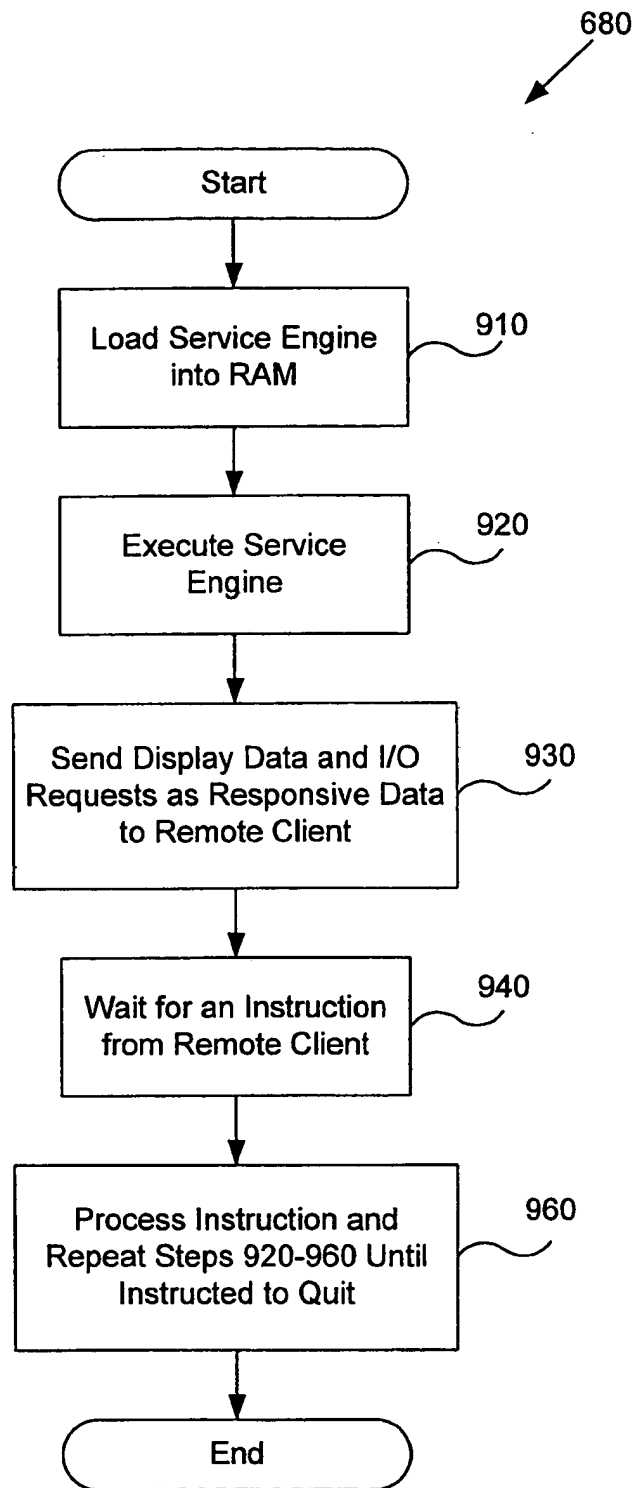 680
Start
Load Service Engine
into RAM
910
Execute Service
Engine
920
Send Display Data and I/O
Requests as Responsive Data
to Remote Client
930
Wait for an Instruction
from Remote Client
940
Process Instruction and
Repeat Steps 920-960 Until
Instructed to Quit
960
End